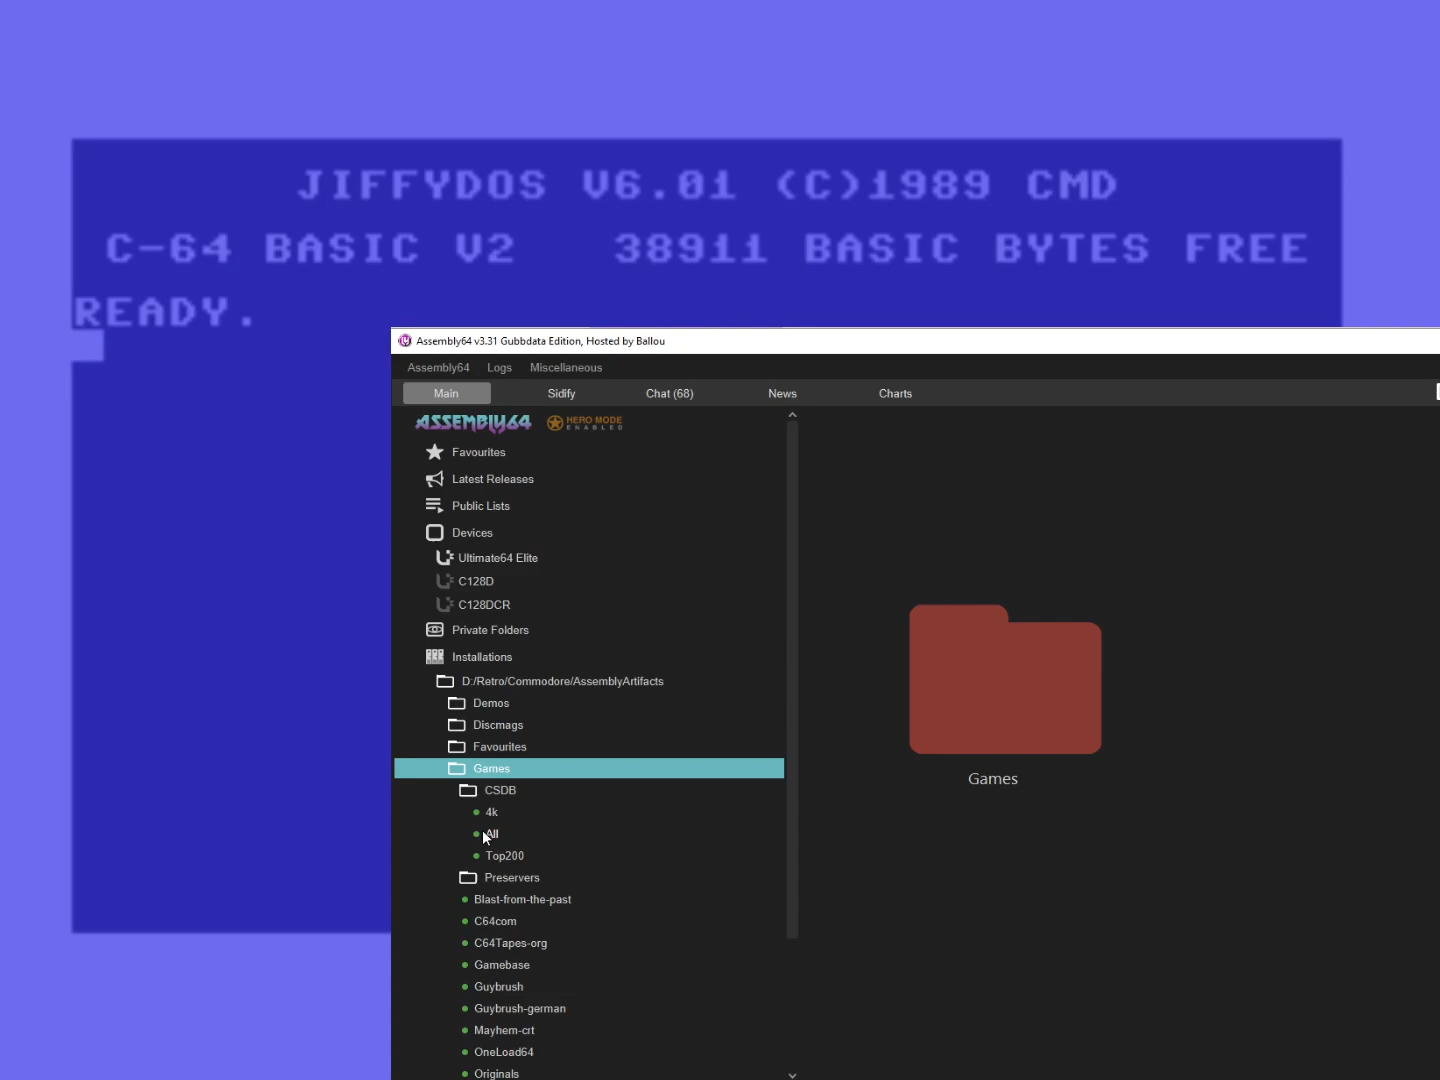 JIFFYDOS V6.01 (C)1989 CMD
C-64 BASIC V2 38911 BASIC BYTES FREE
READY.
Assembly64 v3.31 Gubbdata Edition, Hosted by Ballou
Assembly64 Logs Miscellaneous
Main Sidify Chat (68) News Charts
ASSEMBLY64 HERO MODE ENABLED
Favourites
Latest Releases
Public Lists
Devices
Ultimate64 Elite
C128D
C128DCR
Private Folders
Installations
D:/Retro/Commodore/AssemblyArtifacts
Demos
Discmags
Favourites
Games
CSDB
4k
All
Top200
Preservers
Blast-from-the-past
C64com
C64Tapes-org
Gamebase
Guybrush
Guybrush-german
Mayhem-crt
OneLoad64
Originals
Games